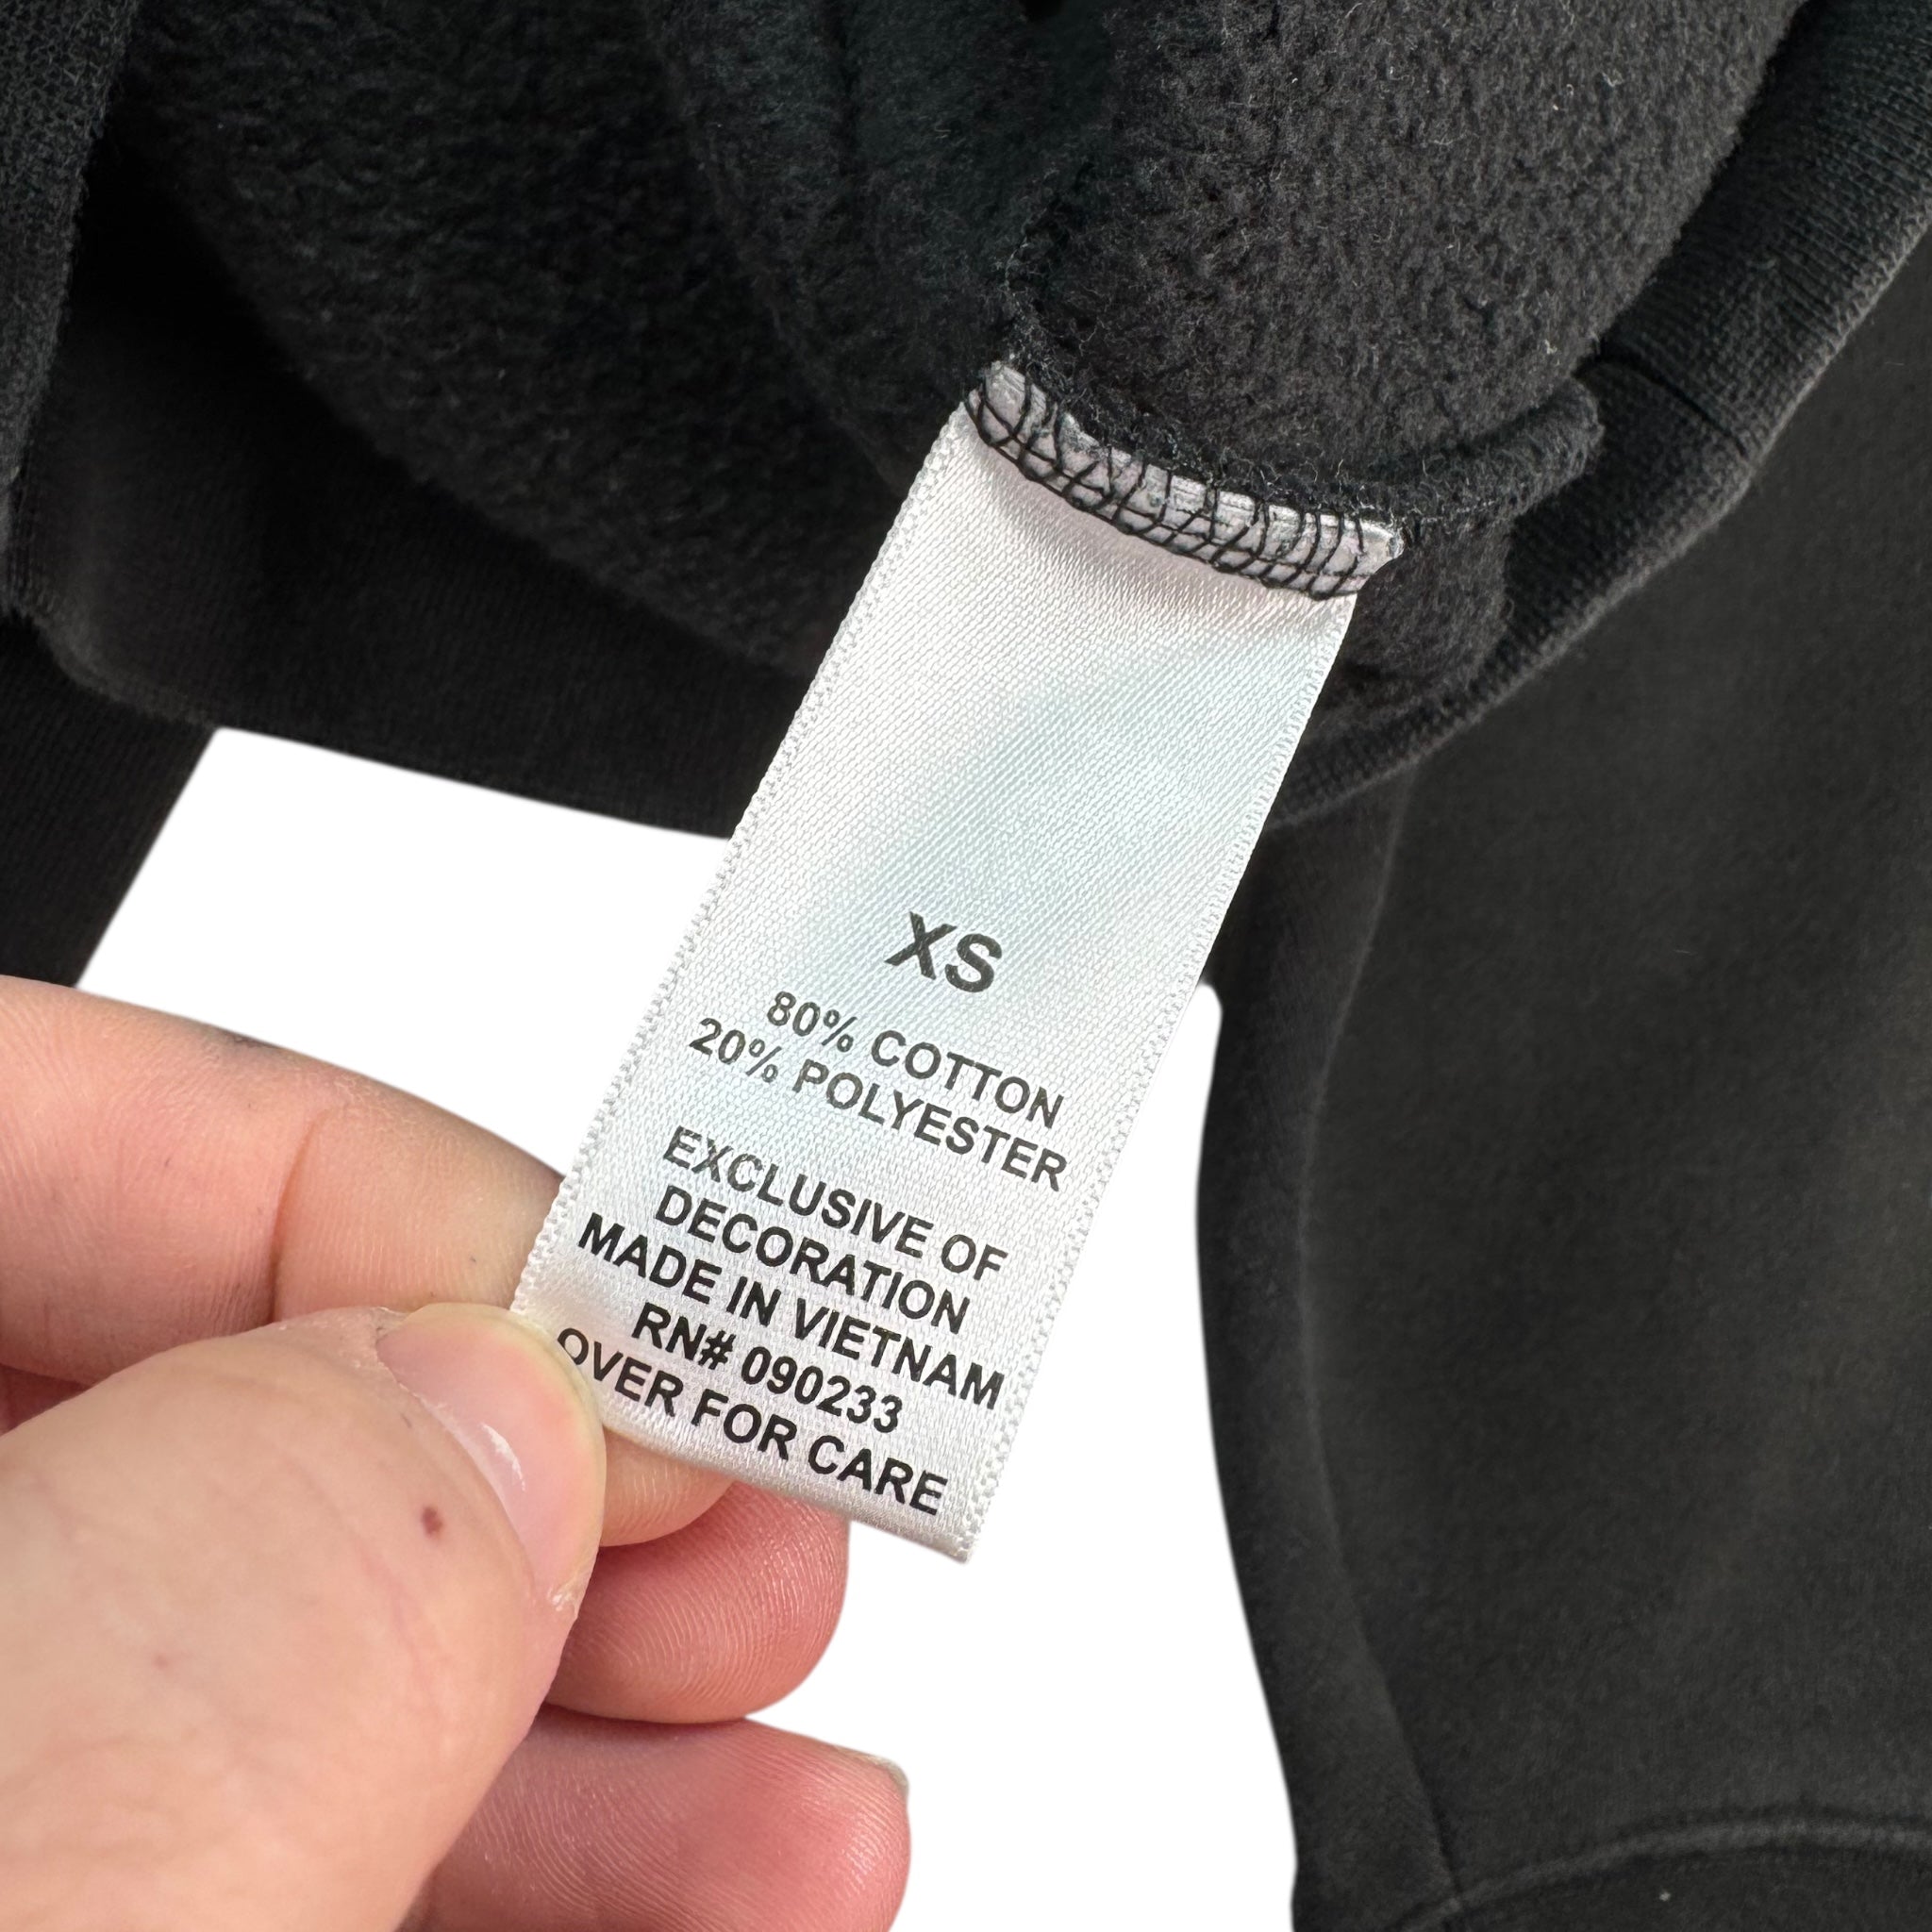 XS
80% COTTON
20% POLYESTER
EXCLUSIVE OF
DECORATION
MADE IN VIETNAM
RN# 090233
OVER FOR CARE